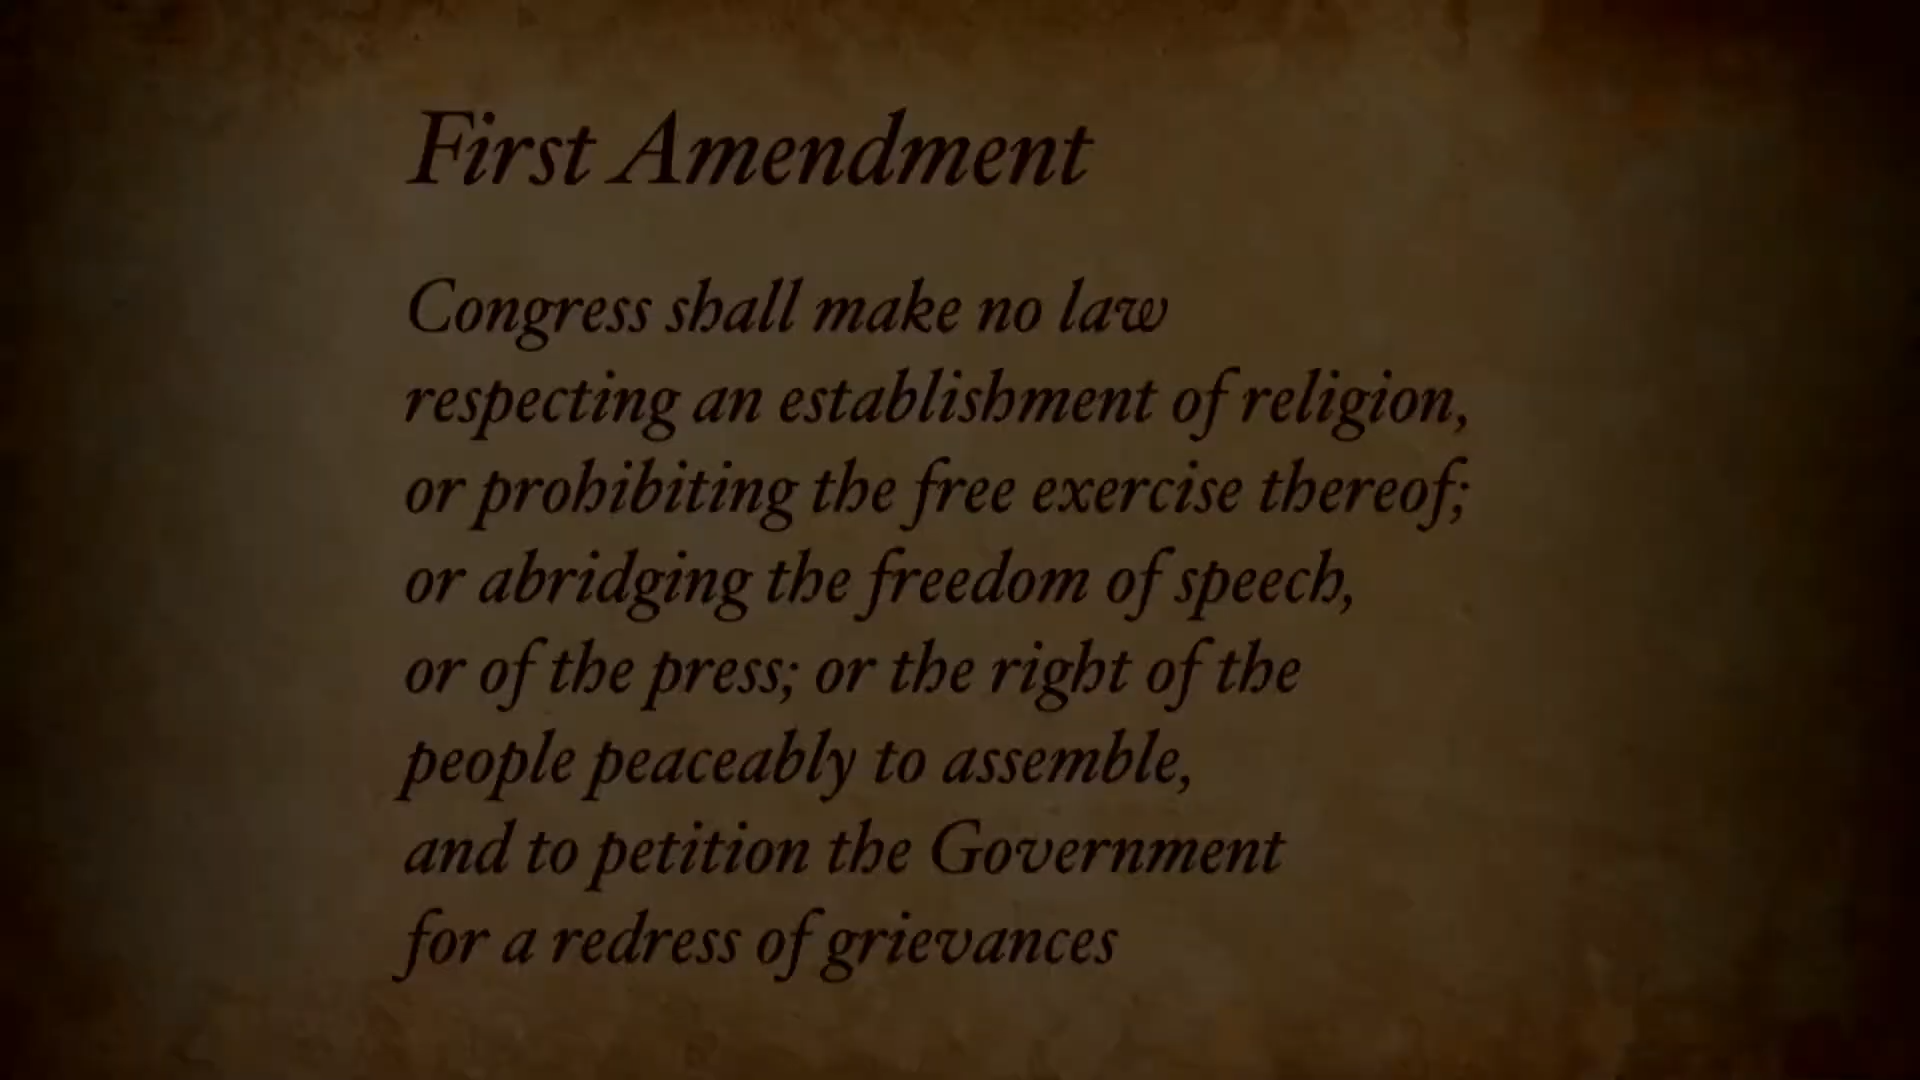 First Amendment
Congress shall make no law
respecting an establishment of religion,
or prohibiting the free exercise thereof;
or abridging the freedom of speech,
or of the press; or the right of the
people peaceably to assemble,
and to petition the Government
for a redress of grievances